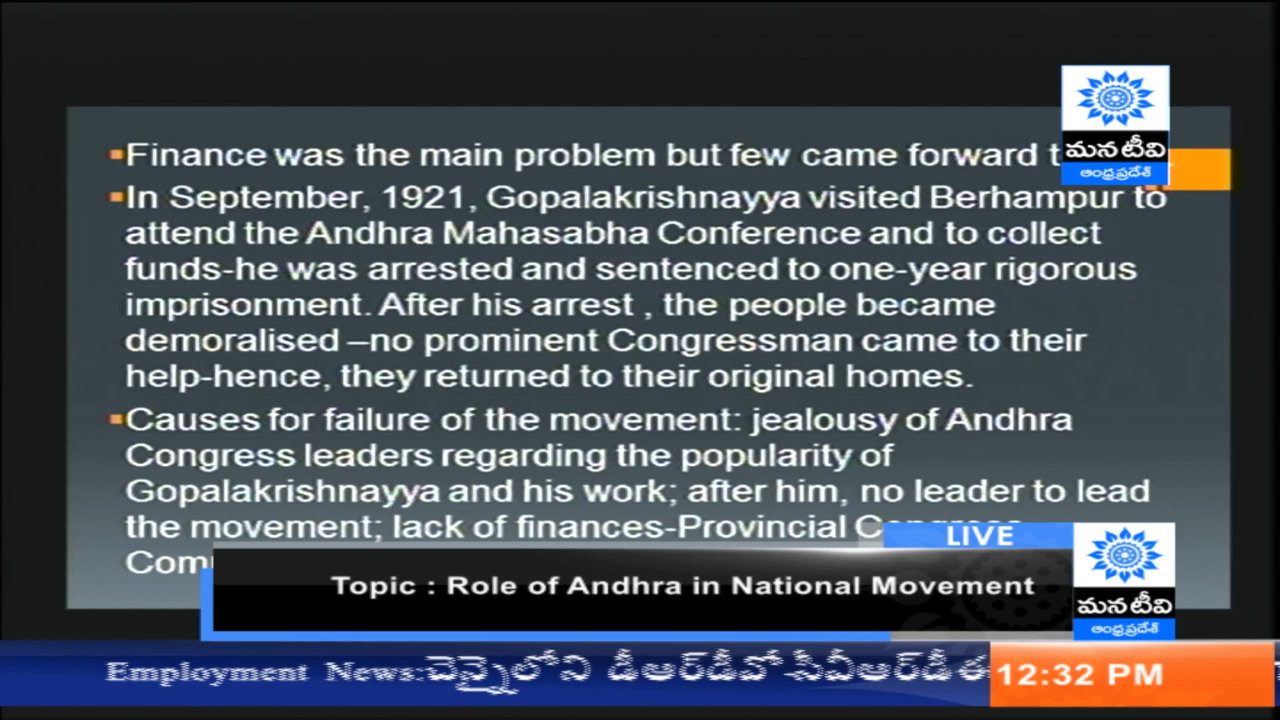 మన టీవి
ఆంధ్రప్రదేశ్
▪Finance was the main problem but few came forward
▪In September, 1921, Gopalakrishnayya visited Berhampur to
attend the Andhra Mahasabha Conference and to collect
funds-he was arrested and sentenced to one-year rigorous
imprisonment. After his arrest , the people became
demoralised –no prominent Congressman came to their
help-hence, they returned to their original homes.
▪Causes for failure of the movement: jealousy of Andhra
Congress leaders regarding the popularity of
Gopalakrishnayya and his work; after him, no leader to lead
the movement; lack of finances-Provincial Congress
LIVE
Topic : Role of Andhra in National Movement
మన టీవి
ఆంధ్రప్రదేశ్
Employment News:చెన్నైలోని డీఆర్‌డీవో-సీవీఆర్‌డీఈ
12:32 PM